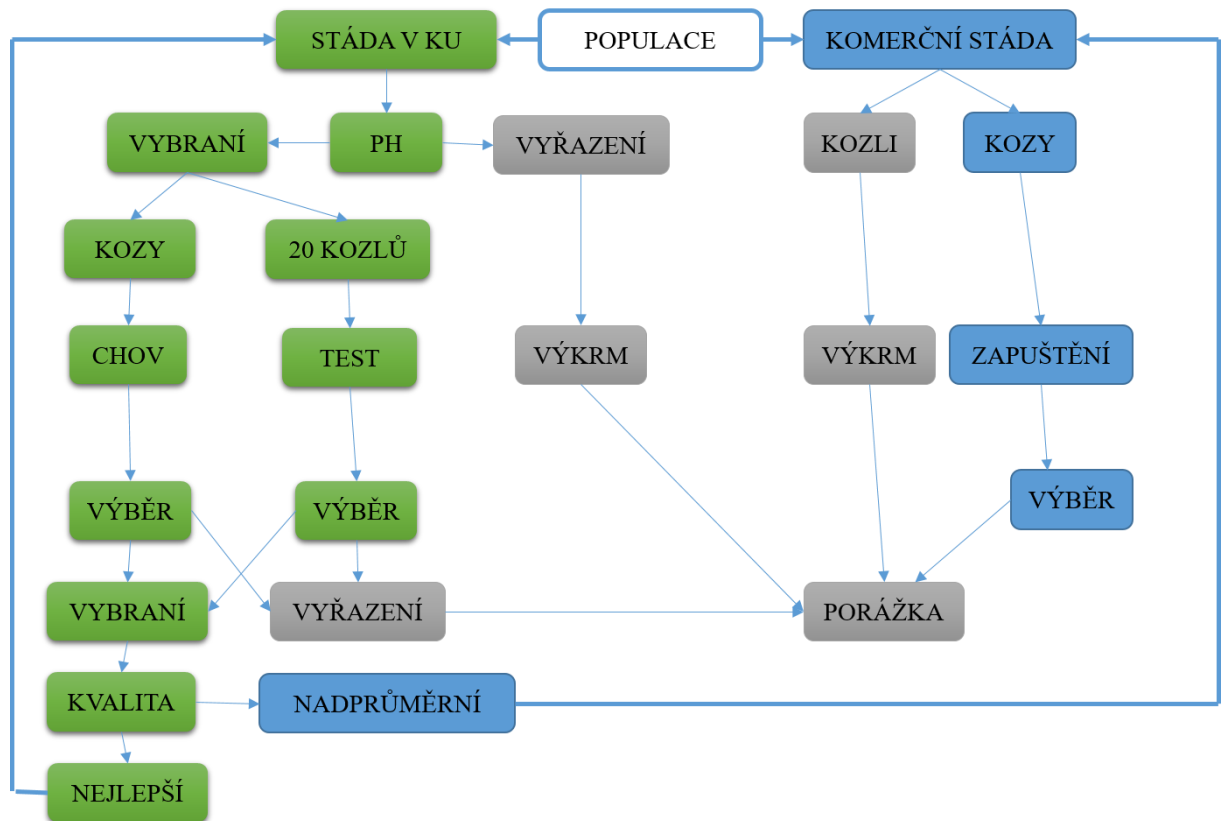 STÁDA V KU
POPULACE
KOMERČNÍ STÁDA
VYBRANÍ
PH
VYŘAZENÍ
KOZLI
KOZY
KOZY
20 KOZLŮ
CHOV
TEST
VÝKRM
VÝKRM
ZAPUŠTĚNÍ
VÝBĚR
VÝBĚR
VÝBĚR
VYBRANÍ
VYŘAZENÍ
PORÁŽKA
KVALITA
NADPRŮMĚRNÍ
NEJLEPŠÍ